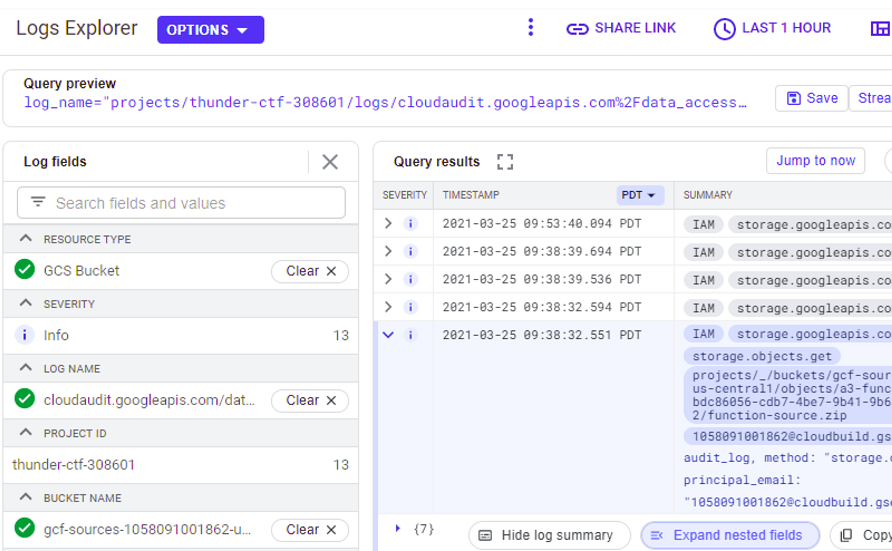 Logs Explorer
OPTIONS
SHARE LINK
LAST 1 HOUR
Query preview
log_name="projects/thunder-ctf-308601/logs/cloudaudit.googleapis.com%2Fdata_access…
Save
Strea
Log fields
Search fields and values
RESOURCE TYPE
GCS Bucket
Clear
SEVERITY
Info 13
LOG NAME
cloudaudit.googleapis.com/dat…
Clear
PROJECT ID
thunder-ctf-308601 13
BUCKET NAME
gcf-sources-1058091001862-u…
Clear
Query results
Jump to now
SEVERITY TIMESTAMP PDT SUMMARY
2021-03-25 09:53:40.094 PDT IAM storage.googleapis.co
2021-03-25 09:38:39.694 PDT IAM storage.googleapis.co
2021-03-25 09:38:39.536 PDT IAM storage.googleapis.co
2021-03-25 09:38:32.594 PDT IAM storage.googleapis.co
2021-03-25 09:38:32.551 PDT IAM storage.googleapis.co
storage.objects.get
projects/_/buckets/gcf-sour
us-central1/objects/a3-func
bdc86056-cdb7-4be7-9b41-9b6
2/function-source.zip
1058091001862@cloudbuild.gs
audit_log, method: "storage.o
principal_email:
"1058091001862@cloudbuild.gse
{7}
Hide log summary
Expand nested fields
Copy